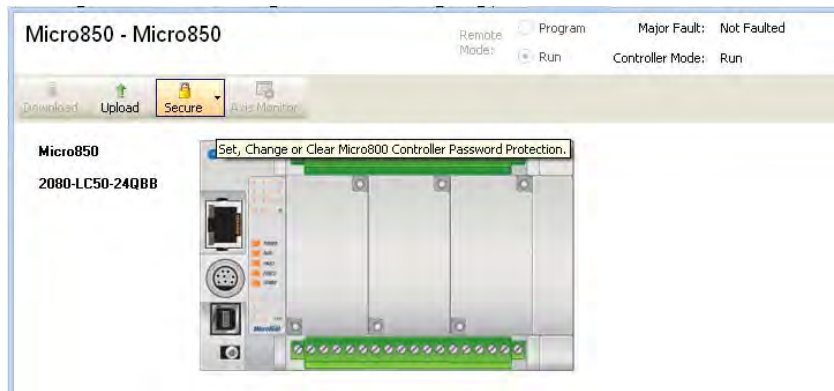 Micro850 - Micro850
Remote Mode:
Program
Run
Major Fault: Not Faulted
Controller Mode: Run
Download
Upload
Secure
Axis Monitor
Set, Change or Clear Micro800 Controller Password Protection.
Micro850
2080-LC50-24QBB